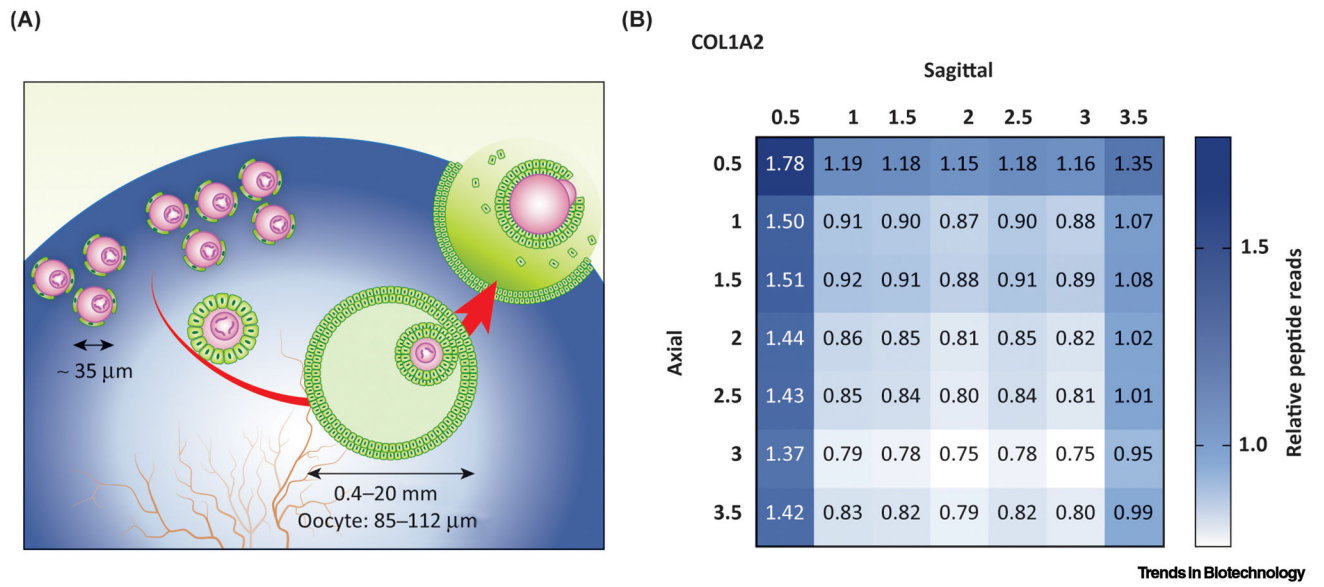 (A)
~ 35 μm
0.4–20 mm
Oocyte: 85–112 μm
(B)
COL1A2
Sagittal
0.5 1 1.5 2 2.5 3 3.5
Axial
0.5 1.78 1.19 1.18 1.15 1.18 1.16 1.35
1 1.50 0.91 0.90 0.87 0.90 0.88 1.07
1.5 1.51 0.92 0.91 0.88 0.91 0.89 1.08
2 1.44 0.86 0.85 0.81 0.85 0.82 1.02
2.5 1.43 0.85 0.84 0.80 0.84 0.81 1.01
3 1.37 0.79 0.78 0.75 0.78 0.75 0.95
3.5 1.42 0.83 0.82 0.79 0.82 0.80 0.99
1.5
1.0
Relative peptide reads
Trends in Biotechnology